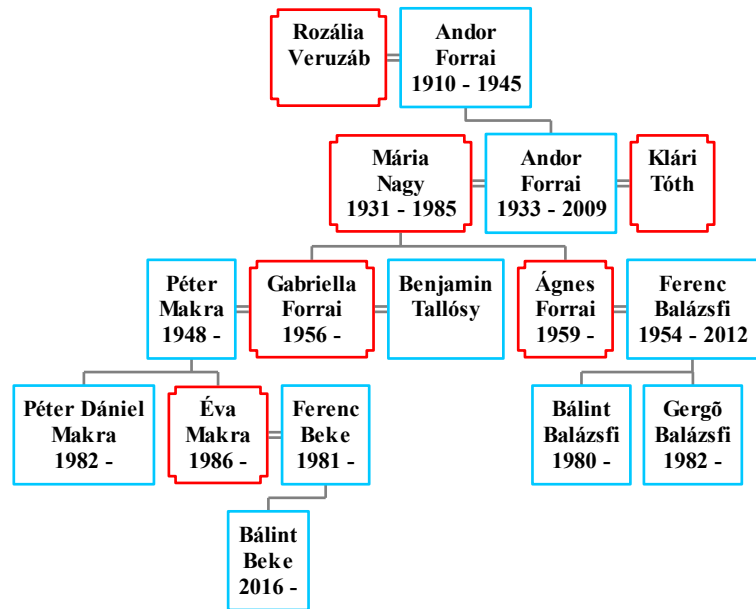 Rozália
Veruzáb
Andor
Forrai
1910 - 1945
Mária
Nagy
1931 - 1985
Andor
Forrai
1933 - 2009
Klári
Tóth
Péter
Makra
1948 -
Gabriella
Forrai
1956 -
Benjamin
Tallósy
Ágnes
Forrai
1959 -
Ferenc
Balázsfi
1954 - 2012
Péter Dániel
Makra
1982 -
Éva
Makra
1986 -
Ferenc
Beke
1981 -
Bálint
Balázsfi
1980 -
Gergõ
Balázsfi
1982 -
Bálint
Beke
2016 -